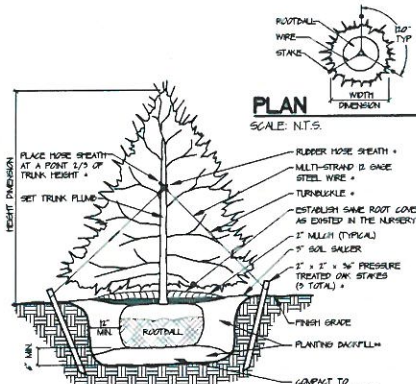 ROOTBALL
WIRE
STAKE
120°
TYP
WIDTH
DIMENSION
PLAN
SCALE: N.T.S.
HEIGHT DIMENSION
PLACE HOSE SHEATH
AT A POINT 2/3 OF
TRUNK HEIGHT *
SET TRUNK PLUMB
RUBBER HOSE SHEATH *
MULTI-STRAND 12 GAGE
STEEL WIRE *
TURNBUCKLE *
ESTABLISH SAME ROOT COVE
AS EXISTED IN THE NURSERY
2" MULCH (TYPICAL)
3" SOIL SAUCER
2" x 2" x 36" PRESSURE
TREATED OAK STAKES
(3 TOTAL) *
FINISH GRADE
12"
MIN.
ROOTBALL
PLANTING BACKFILL**
6" MIN.
COMPACT TO